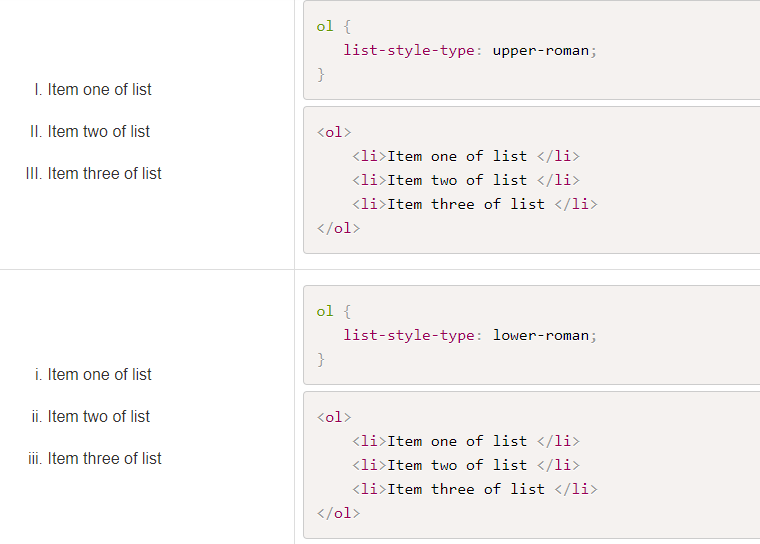 I. Item one of list
II. Item two of list
III. Item three of list
ol {
   list-style-type: upper-roman;
}
<ol>
    <li>Item one of list </li>
    <li>Item two of list </li>
    <li>Item three of list </li>
</ol>
i. Item one of list
ii. Item two of list
iii. Item three of list
ol {
   list-style-type: lower-roman;
}
<ol>
    <li>Item one of list </li>
    <li>Item two of list </li>
    <li>Item three of list </li>
</ol>